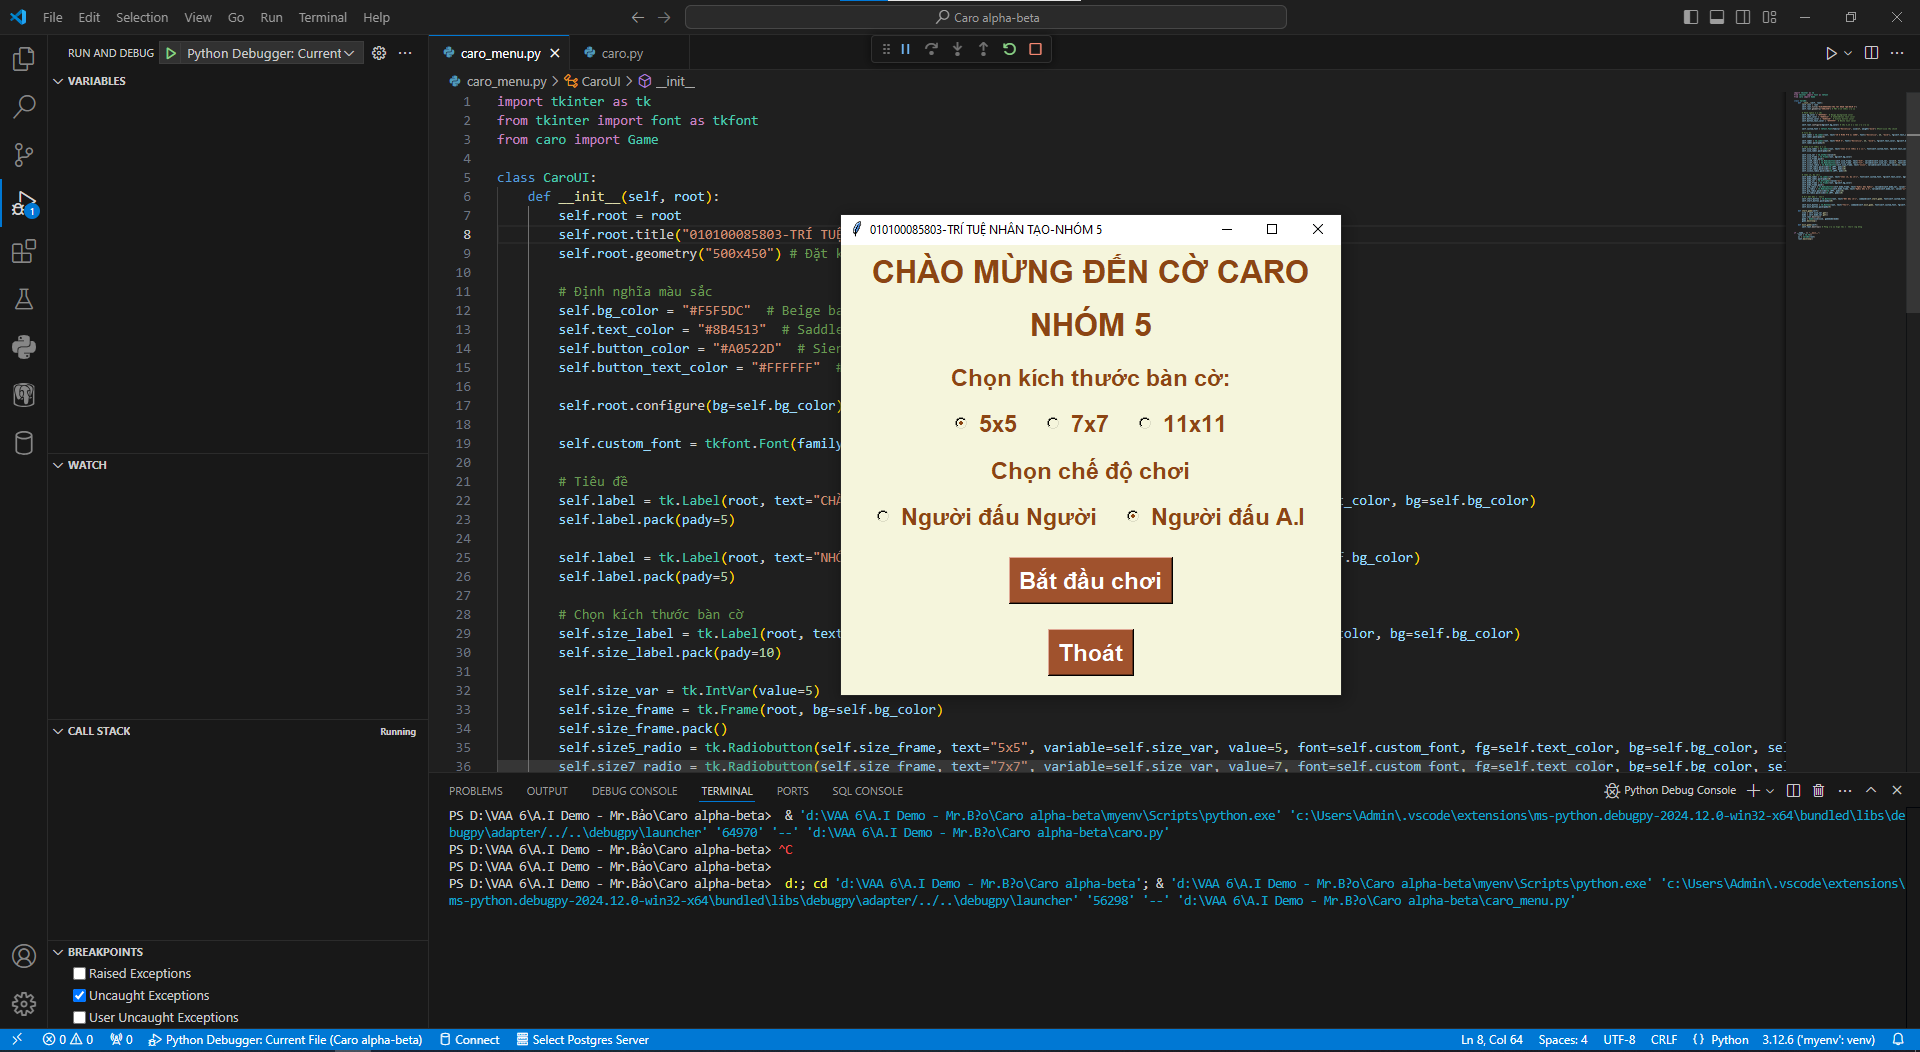 File Edit Selection View Go Run Terminal Help
Caro alpha-beta
RUN AND DEBUG Python Debugger: Current
caro_menu.py caro.py
VARIABLES
caro_menu.py > CaroUI > __init__
1 import tkinter as tk
2 from tkinter import font as tkfont
3 from caro import Game
4
5 class CaroUI:
6 def __init__(self, root):
7 self.root = root
8 self.root.title("010100085803-TRÍ TUỆ
9 self.root.geometry("500x450") # Đặt k
10
11 # Định nghĩa màu sắc
12 self.bg_color = "#F5F5DC" # Beige ba
13 self.text_color = "#8B4513" # Saddle
14 self.button_color = "#A0522D" # Sien
15 self.button_text_color = "#FFFFFF" #
16
17 self.root.configure(bg=self.bg_color)
18
19 self.custom_font = tkfont.Font(family
20
21 # Tiêu đề
22 self.label = tk.Label(root, text="CHÀ t_color, bg=self.bg_color)
23 self.label.pack(pady=5)
24
25 self.label = tk.Label(root, text="NHÓ f.bg_color)
26 self.label.pack(pady=5)
27
28 # Chọn kích thước bàn cờ
29 self.size_label = tk.Label(root, text color, bg=self.bg_color)
30 self.size_label.pack(pady=10)
31
32 self.size_var = tk.IntVar(value=5)
33 self.size_frame = tk.Frame(root, bg=self.bg_color)
34 self.size_frame.pack()
35 self.size5_radio = tk.Radiobutton(self.size_frame, text="5x5", variable=self.size_var, value=5, font=self.custom_font, fg=self.text_color, bg=self.bg_color, se
36 self.size7_radio = tk.Radiobutton(self.size_frame, text="7x7", variable=self.size_var, value=7, font=self.custom_font, fg=self.text_color, bg=self.bg_color, se
010100085803-TRÍ TUỆ NHÂN TẠO-NHÓM 5
CHÀO MỪNG ĐẾN CỜ CARO
NHÓM 5
Chọn kích thước bàn cờ:
5x5 7x7 11x11
Chọn chế độ chơi
Người đấu Người Người đấu A.I
Bắt đầu chơi
Thoát
WATCH
CALL STACK Running
BREAKPOINTS
Raised Exceptions
Uncaught Exceptions
User Uncaught Exceptions
PROBLEMS OUTPUT DEBUG CONSOLE TERMINAL PORTS SQL CONSOLE
Python Debug Console
PS D:\VAA 6\A.I Demo - Mr.Bảo\Caro alpha-beta> & 'd:\VAA 6\A.I Demo - Mr.B?o\Caro alpha-beta\myenv\Scripts\python.exe' 'c:\Users\Admin\.vscode\extensions\ms-python.debugpy-2024.12.0-win32-x64\bundled\libs\de
bugpy\adapter/../..\debugpy\launcher' '64970' '--' 'd:\VAA 6\A.I Demo - Mr.B?o\Caro alpha-beta\caro.py'
PS D:\VAA 6\A.I Demo - Mr.Bảo\Caro alpha-beta> ^C
PS D:\VAA 6\A.I Demo - Mr.Bảo\Caro alpha-beta>
PS D:\VAA 6\A.I Demo - Mr.Bảo\Caro alpha-beta> d:; cd 'd:\VAA 6\A.I Demo - Mr.B?o\Caro alpha-beta'; & 'd:\VAA 6\A.I Demo - Mr.B?o\Caro alpha-beta\myenv\Scripts\python.exe' 'c:\Users\Admin\.vscode\extensions\
ms-python.debugpy-2024.12.0-win32-x64\bundled\libs\debugpy\adapter/../..\debugpy\launcher' '56298' '--' 'd:\VAA 6\A.I Demo - Mr.B?o\Caro alpha-beta\caro_menu.py'
1
0 0 0 Python Debugger: Current File (Caro alpha-beta) Connect Select Postgres Server Ln 8, Col 64 Spaces: 4 UTF-8 CRLF {} Python 3.12.6 ('myenv': venv)